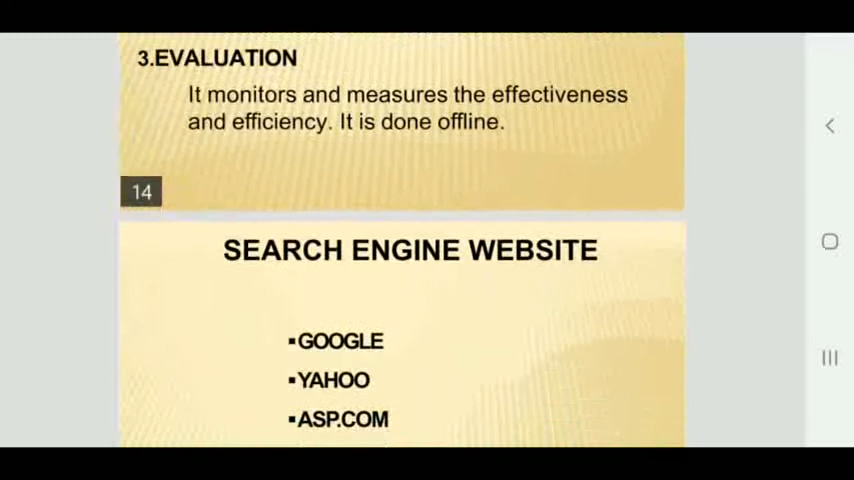 3.EVALUATION
It monitors and measures the effectiveness
and efficiency. It is done offline.
14
SEARCH ENGINE WEBSITE
▪GOOGLE
▪YAHOO
▪ASP.COM